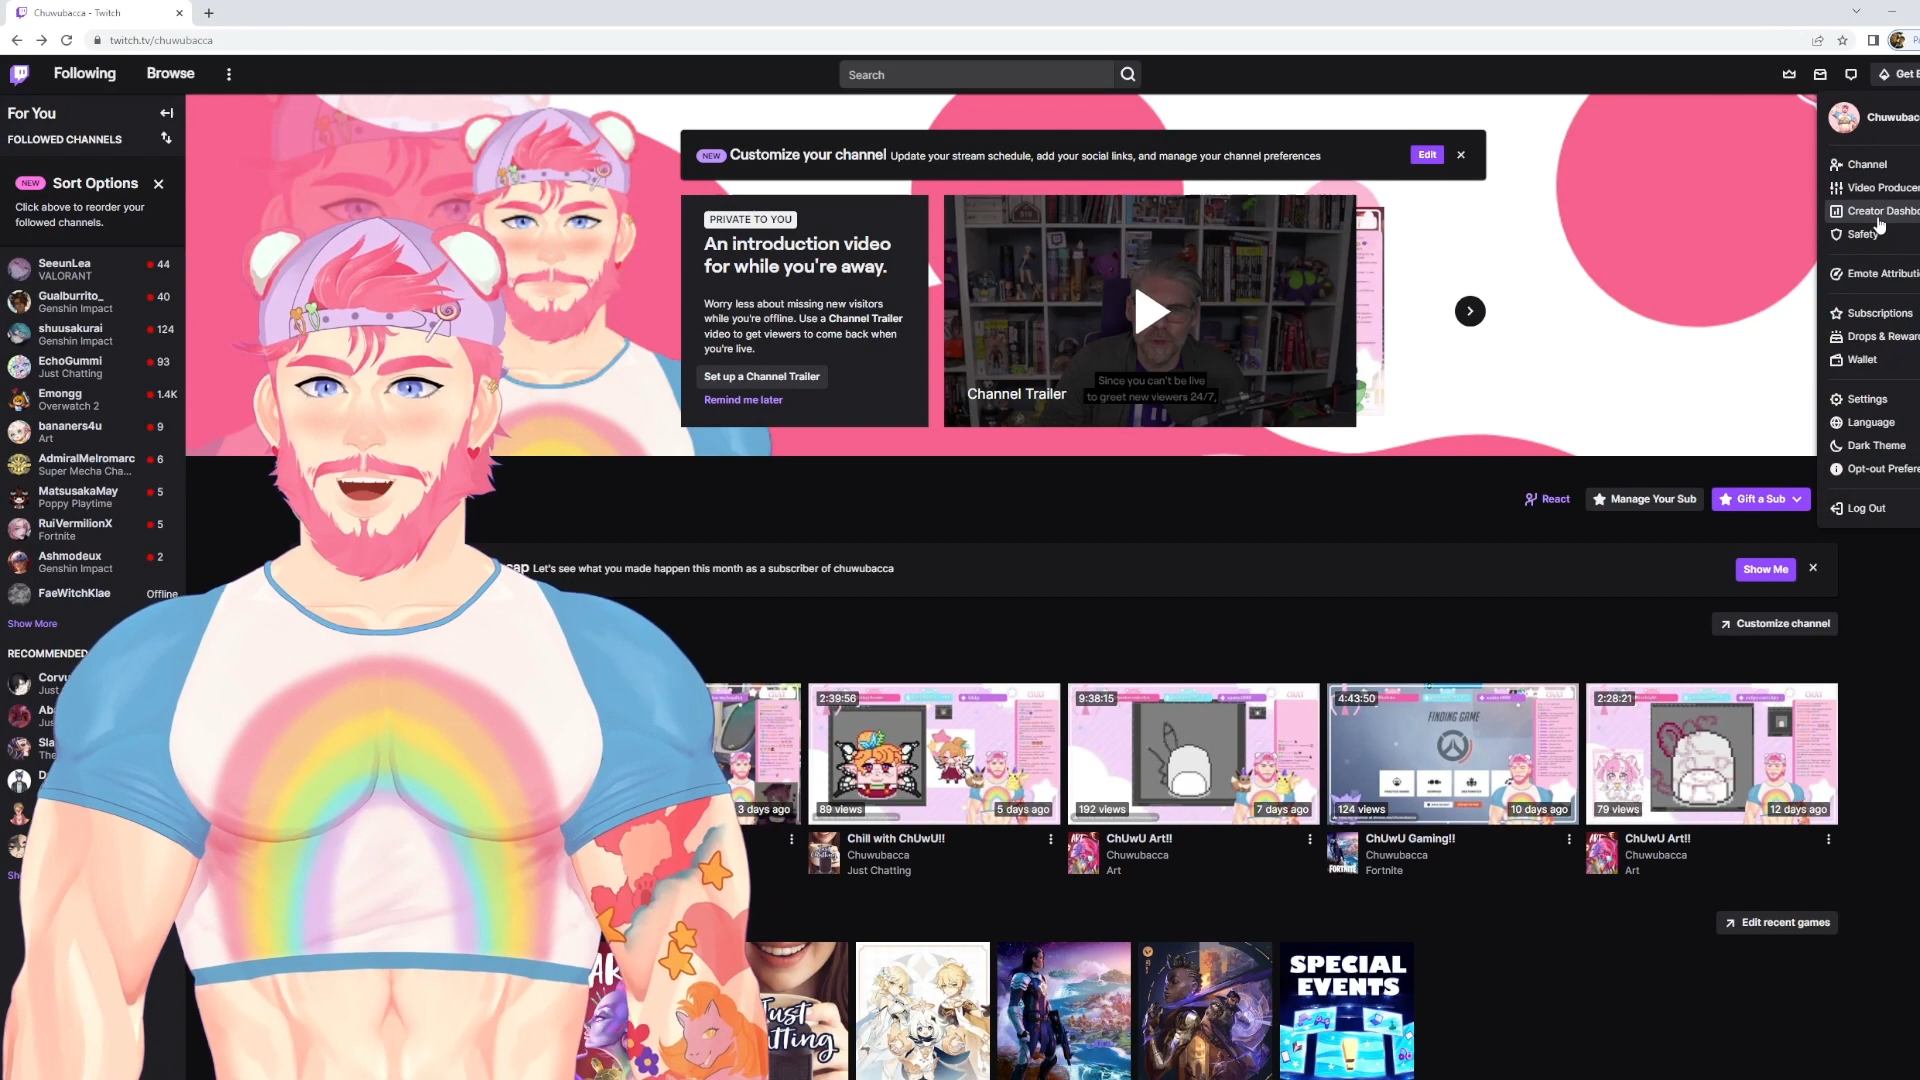 Chuwubacca - Twitch
twitch.tv/chuwubacca
Following
Browse
Search
Get
For You
FOLLOWED CHANNELS
NEW Sort Options
Click above to reorder your
followed channels.
SeeunLea 44
VALORANT
Gualburrito_ 40
Genshin Impact
shuusakurai 124
Genshin Impact
EchoGummi 93
Just Chatting
Emongg 1.4K
Overwatch 2
bananers4u 9
Art
AdmiralMelromarc 6
Super Mecha Cha...
MatsusakaMay 5
Poppy Playtime
RuiVermilionX 5
Fortnite
Ashmodeux 2
Genshin Impact
FaeWitchKlae Offline
Show More
RECOMMENDED
NEW Customize your channel Update your stream schedule, add your social links, and manage your channel preferences
Edit
PRIVATE TO YOU
An introduction video
for while you're away.
Worry less about missing new visitors
while you're offline. Use a Channel Trailer
video to get viewers to come back when
you're live.
Set up a Channel Trailer
Remind me later
Channel Trailer
Since you can't be live
to greet new viewers 24/7,
Channel
Video Producer
Creator Dashbo
Safety
Emote Attributi
Subscriptions
Drops & Rewar
Wallet
Settings
Language
Dark Theme
Opt-out Prefere
Log Out
React
Manage Your Sub
Gift a Sub
Let's see what you made happen this month as a subscriber of chuwubacca
Show Me
Customize channel
3 days ago
2:39:56
89 views
5 days ago
Chill with ChUwU!!
Chuwubacca
Just Chatting
9:38:15
192 views
7 days ago
ChUwU Art!!
Chuwubacca
Art
4:43:50
FINDING GAME
124 views
10 days ago
ChUwU Gaming!!
Chuwubacca
Fortnite
2:28:21
79 views
12 days ago
ChUwU Art!!
Chuwubacca
Art
Edit recent games
SPECIAL
EVENTS